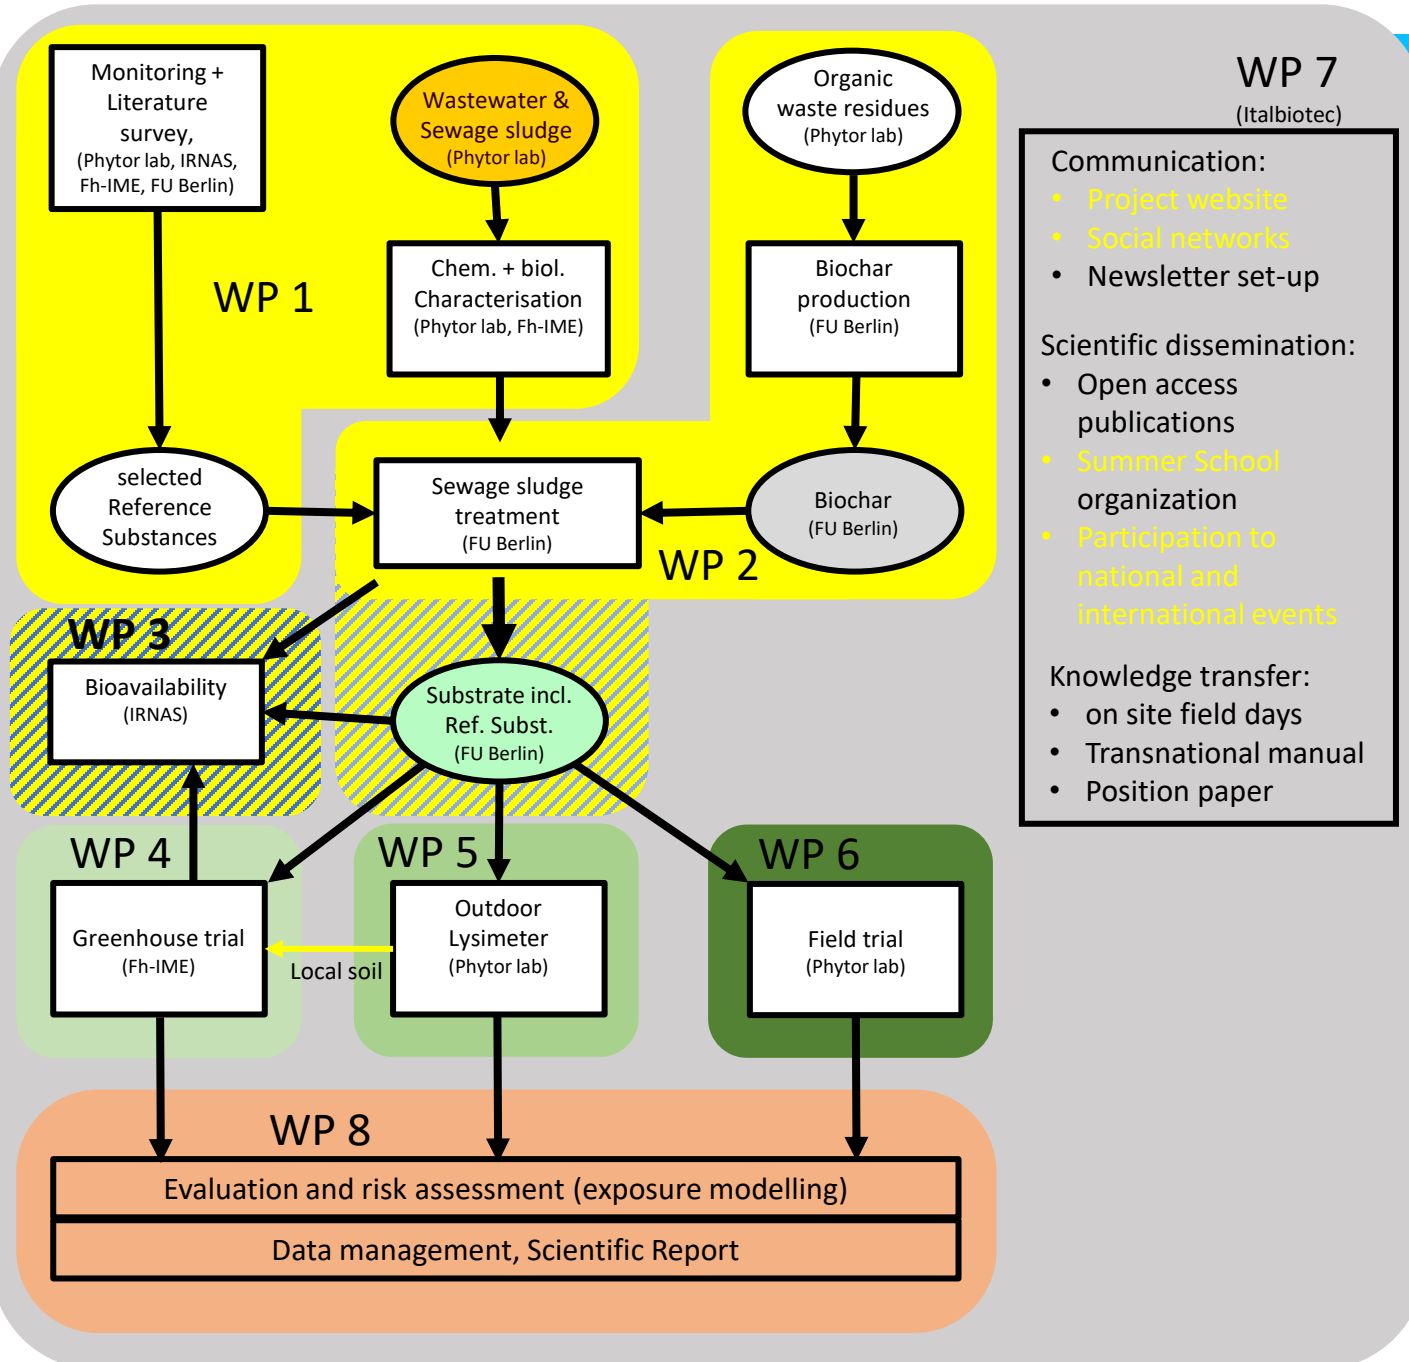 Monitoring +
Literature
survey,
(Phytor lab, IRNAS,
Fh-IME, FU Berlin)
Wastewater &
Sewage sludge
(Phytor lab)
Organic
waste residues
(Phytor lab)
WP 1
Chem. + biol.
Characterisation
(Phytor lab, Fh-IME)
Biochar
production
(FU Berlin)
selected
Reference
Substances
Sewage sludge
treatment
(FU Berlin)
Biochar
(FU Berlin)
WP 2
WP 3
Bioavailability
(IRNAS)
Substrate incl.
Ref. Subst.
(FU Berlin)
WP 4
Greenhouse trial
(Fh-IME)
Local soil
WP 5
Outdoor
Lysimeter
(Phytor lab)
WP 6
Field trial
(Phytor lab)
WP 8
Evaluation and risk assessment (exposure modelling)
Data management, Scientific Report
WP 7
(Italbiotec)
Communication:
• Project website
• Social networks
• Newsletter set-up
Scientific dissemination:
• Open access
publications
• Summer School
organization
• Participation to
national and
international events
Knowledge transfer:
• on site field days
• Transnational manual
• Position paper